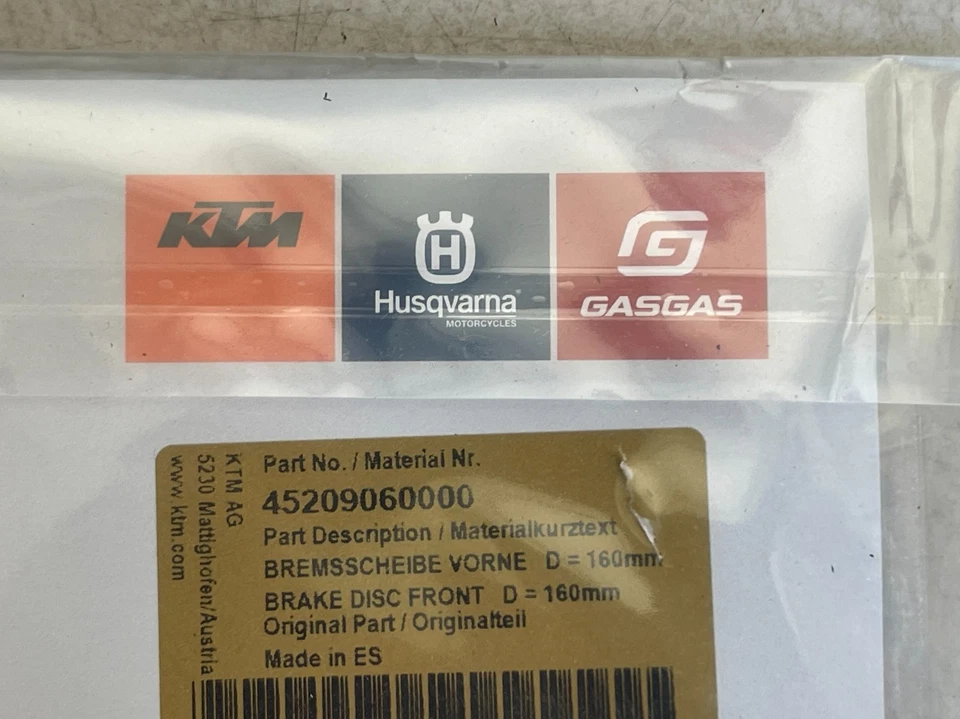 KTM
H
Husqvarna
MOTORCYCLES
G
GASGAS
KTM AG
5230 Mattighofen/Austria
www.ktm.com
Part No. / Material Nr.
45209060000
Part Description / Materialkurztext
BREMSSCHEIBE VORNE D = 160mm
BRAKE DISC FRONT D = 160mm
Original Part / Originalteil
Made in ES